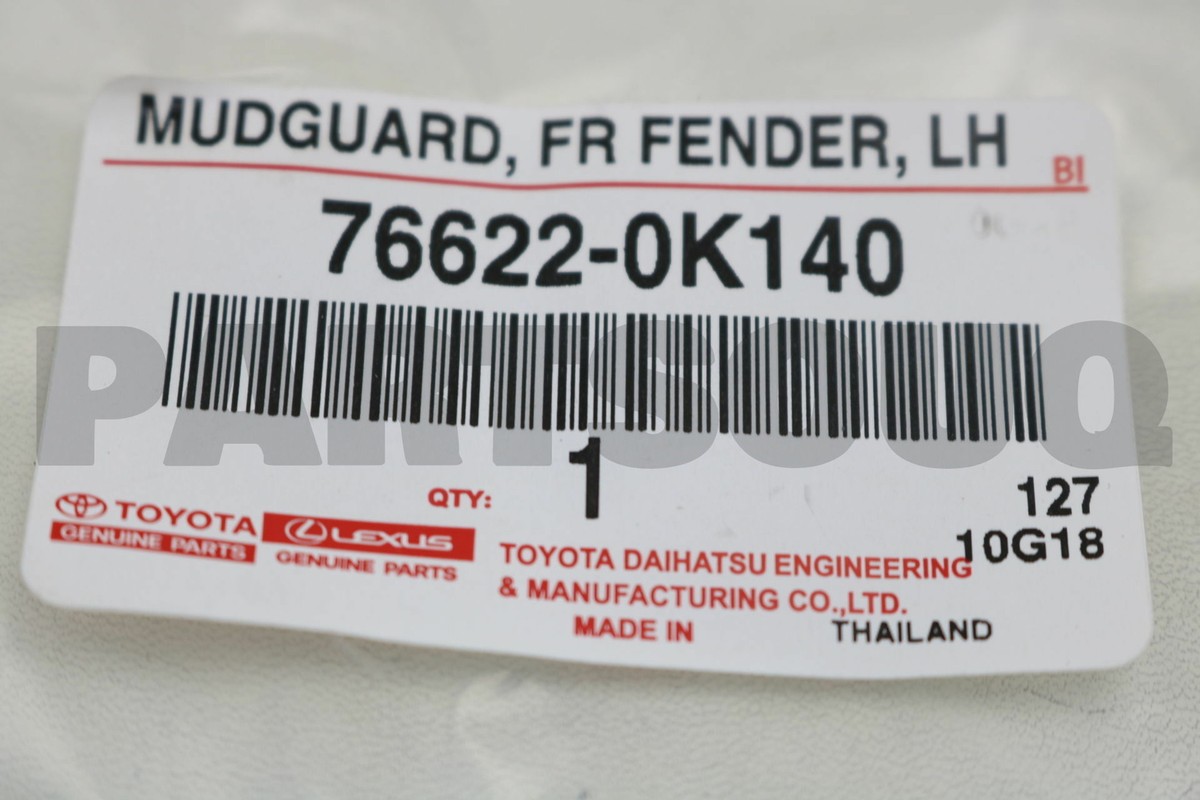 MUDGUARD, FR FENDER, LH
BI
76622-0K140
PARTSOUQ
QTY: 1
127
10G18
TOYOTA
GENUINE PARTS
LEXUS
GENUINE PARTS
TOYOTA DAIHATSU ENGINEERING
& MANUFACTURING CO.,LTD.
MADE IN THAILAND